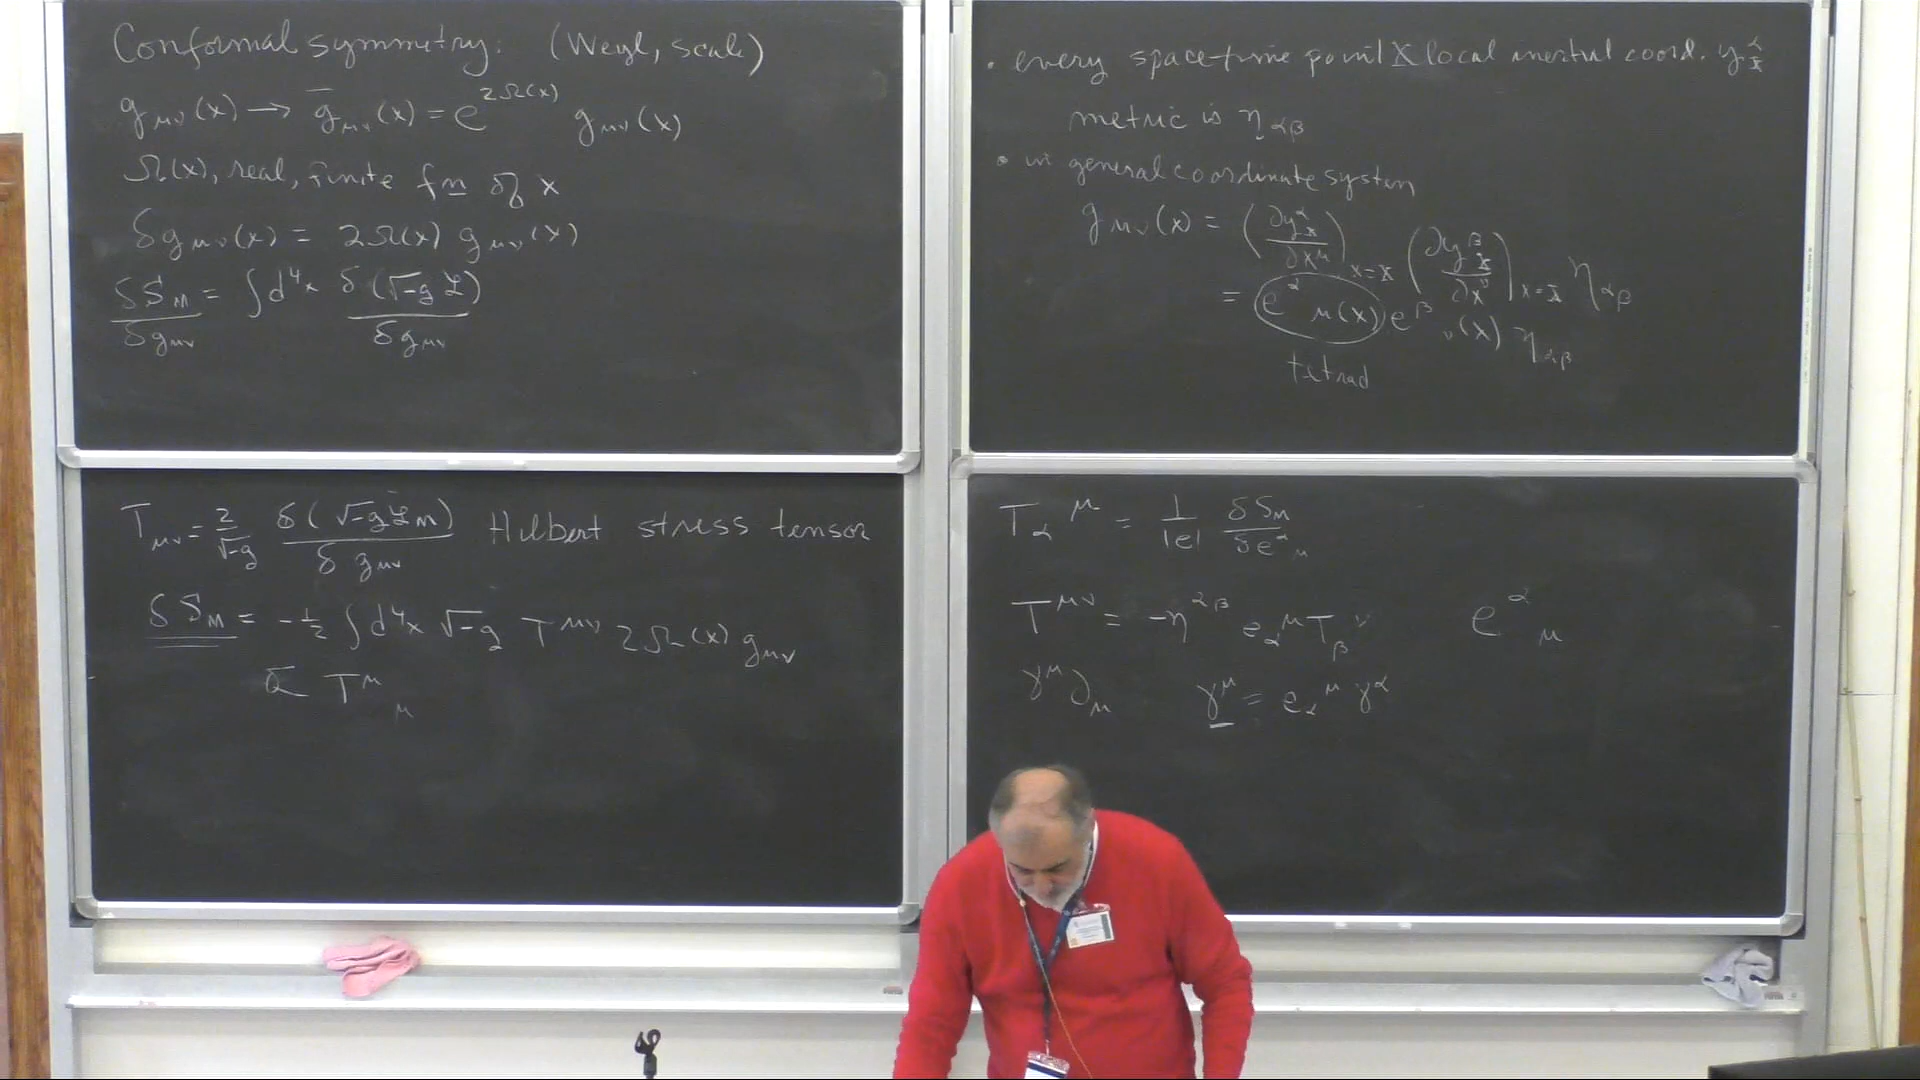 Conformal symmetry: (Weyl, scale)
g_μν(x) → g̅_μν(x) = e^{2Ω(x)} g_μν(x)
Ω(x), real, finite fn of x
δg_μν(x) = 2Ω(x) g_μν(x)
δS_M/δg_μν = ∫d⁴x δ(√-g ℒ)/δg_μν
T_μν = 2/√-g δ(√-g ℒ_M)/δg_μν Hilbert stress tensor
δS_M = -½ ∫d⁴x √-g T^μν 2Ω(x) g_μν
T^μ_μ
• every space-time point X local inertial coord. y^α_X
metric is η_αβ
• in general coordinate system
g_μν(x) = (∂y^α_X/∂x^μ)_{x=X} (∂y^β_X/∂x^ν)_{x=X} η_αβ
= e^α_μ(x) e^β_ν(x) η_αβ
tetrad
T_α^μ = 1/|e| δS_M/δe^α_μ
T^μν = -η^αβ e_α^μ T_β^ν e^α_μ
γ^μ ∂_μ γ^μ = e_α^μ γ^α